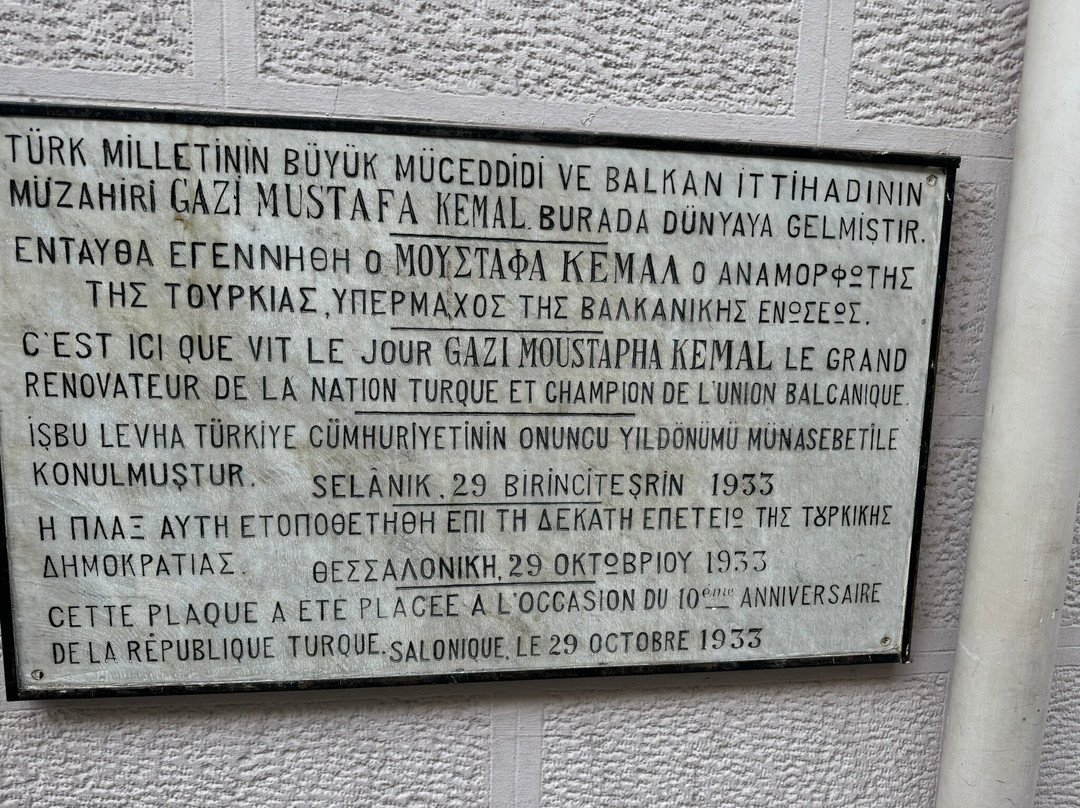 TÜRK MİLLETİNİN BÜYÜK MÜCEDDİDİ VE BALKAN İTTİHADININ
MÜZAHİRİ GAZİ MUSTAFA KEMAL. BURADA DÜNYAYA GELMİŞTIR.
ΕΝΤΑΥΘΑ ΕΓΕΝΝΗΘΗ Ο ΜΟΥΣΤΑΦΑ ΚΕΜΑΛ Ο ΑΝΑΜΟΡΦΩΤΗΣ
ΤΗΣ ΤΟΥΡΚΙΑΣ, ΥΠΕΡΜΑΧΟΣ ΤΗΣ ΒΑΛΚΑΝΙΚΗΣ ΕΝΩΣΕΩΣ.
C'EST ICI QUE VIT LE JOUR GAZI MOUSTAPHA KEMAL LE GRAND
RENOVATEUR DE LA NATION TURQUE ET CHAMPION DE L'UNION BALCANIQUE.
İŞBU LEVHA TÜRKİYE CÜMHURİYETİNİN ONUNCU YILDÖNÜMÜ MÜNASEBETİLE
KONULMUŞTUR. SELÂNİK, 29 BİRİNCİTEŞRİN 1933
Η ΠΛΑΞ ΑΥΤΗ ΕΤΟΠΟΘΕΤΗΘΗ ΕΠΙ ΤΗ ΔΕΚΑΤΗ ΕΠΕΤΕΙΩ ΤΗΣ ΤȢΡΚΙΚΗΣ
ΔΗΜΟΚΡΑΤΙΑΣ. ΘΕΣΣΑΛΟΝΙΚΗ, 29 ΟΚΤΩΒΡΙΟΥ 1933
CETTE PLAQUE A ETE PLACEE A L'OCCASION DU 10ème ANNIVERSAIRE
DE LA RÉPUBLIQUE TURQUE. SALONIQUE, LE 29 OCTOBRE 1933